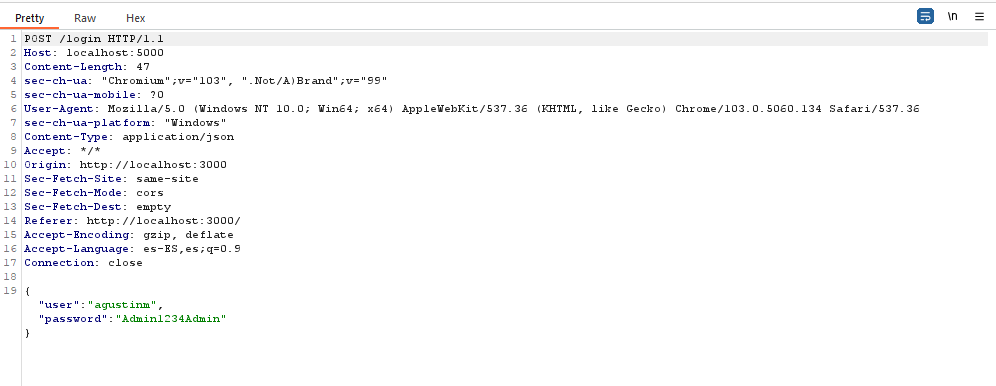 Pretty Raw Hex \n
1 POST /login HTTP/1.1
2 Host: localhost:5000
3 Content-Length: 47
4 sec-ch-ua: "Chromium";v="103", ".Not/A)Brand";v="99"
5 sec-ch-ua-mobile: ?0
6 User-Agent: Mozilla/5.0 (Windows NT 10.0; Win64; x64) AppleWebKit/537.36 (KHTML, like Gecko) Chrome/103.0.5060.134 Safari/537.36
7 sec-ch-ua-platform: "Windows"
8 Content-Type: application/json
9 Accept: */*
10 Origin: http://localhost:3000
11 Sec-Fetch-Site: same-site
12 Sec-Fetch-Mode: cors
13 Sec-Fetch-Dest: empty
14 Referer: http://localhost:3000/
15 Accept-Encoding: gzip, deflate
16 Accept-Language: es-ES,es;q=0.9
17 Connection: close
18
19 {
"user":"agustinm",
"password":"Admin1234Admin"
}